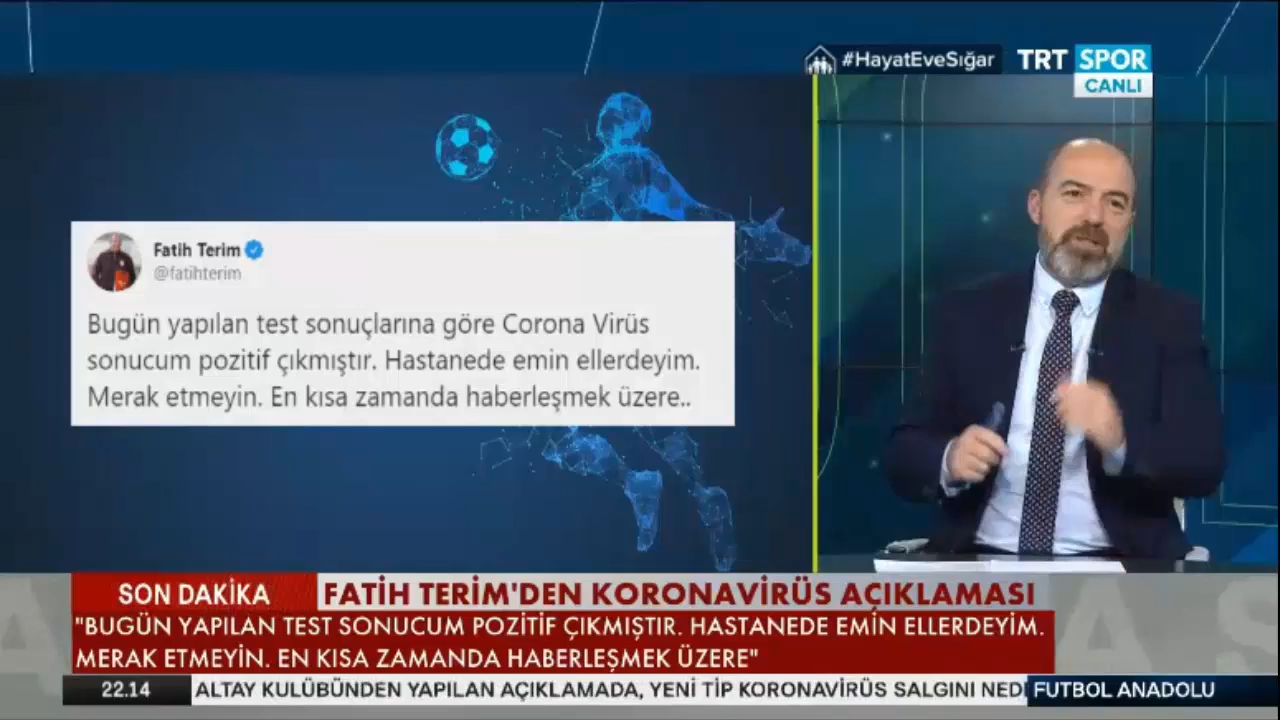 #HayatEveSığar
TRT SPOR
CANLI
Fatih Terim
@fatihterim
Bugün yapılan test sonuçlarına göre Corona Virüs
sonucum pozitif çıkmıştır. Hastanede emin ellerdeyim.
Merak etmeyin. En kısa zamanda haberleşmek üzere..
SON DAKİKA
FATİH TERİM'DEN KORONAVİRÜS AÇIKLAMASI
"BUGÜN YAPILAN TEST SONUCUM POZİTİF ÇIKMIŞTIR. HASTANEDE EMİN ELLERDEYİM.
MERAK ETMEYİN. EN KISA ZAMANDA HABERLEŞMEK ÜZERE"
22.14
ALTAY KULÜBÜNDEN YAPILAN AÇIKLAMADA, YENİ TİP KORONAVİRÜS SALGINI NEDİ
FUTBOL ANADOLU